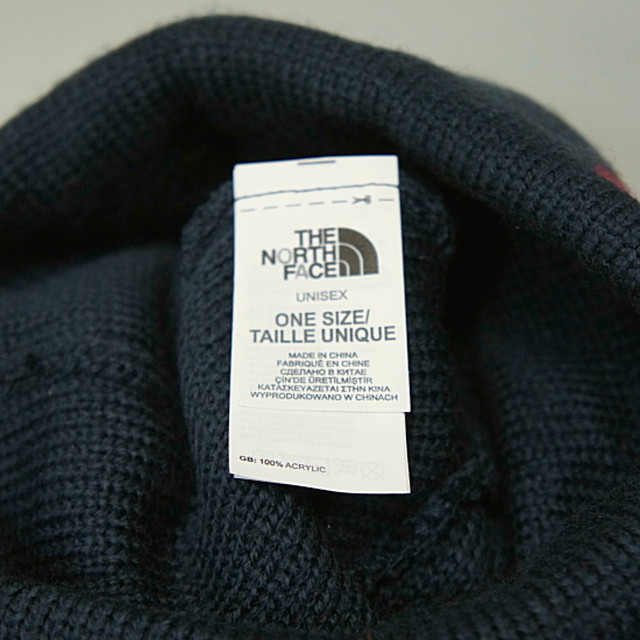 THE
NORTH
FACE
UNISEX
ONE SIZE/
TAILLE UNIQUE
MADE IN CHINA
FABRIQUÉ EN CHINE
СДЕЛАНО В КИТАЕ
ÇİN'DE ÜRETİLMİŞTİR
ΚΑΤΑΣΚΕΥΑΖΕΤΑΙ ΣΤΗΝ ΚΙΝΑ
WYPRODUKOWANO W CHINACH
GB: 100% ACRYLIC